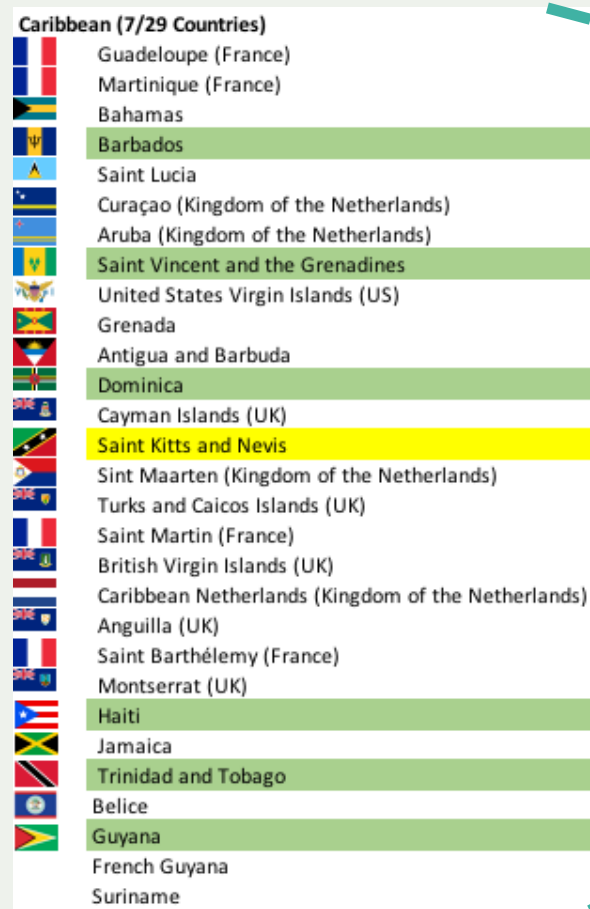 Caribbean (7/29 Countries)
Guadeloupe (France)
Martinique (France)
Bahamas
Barbados
Saint Lucia
Curaçao (Kingdom of the Netherlands)
Aruba (Kingdom of the Netherlands)
Saint Vincent and the Grenadines
United States Virgin Islands (US)
Grenada
Antigua and Barbuda
Dominica
Cayman Islands (UK)
Saint Kitts and Nevis
Sint Maarten (Kingdom of the Netherlands)
Turks and Caicos Islands (UK)
Saint Martin (France)
British Virgin Islands (UK)
Caribbean Netherlands (Kingdom of the Netherlands)
Anguilla (UK)
Saint Barthélemy (France)
Montserrat (UK)
Haiti
Jamaica
Trinidad and Tobago
Belice
Guyana
French Guyana
Suriname